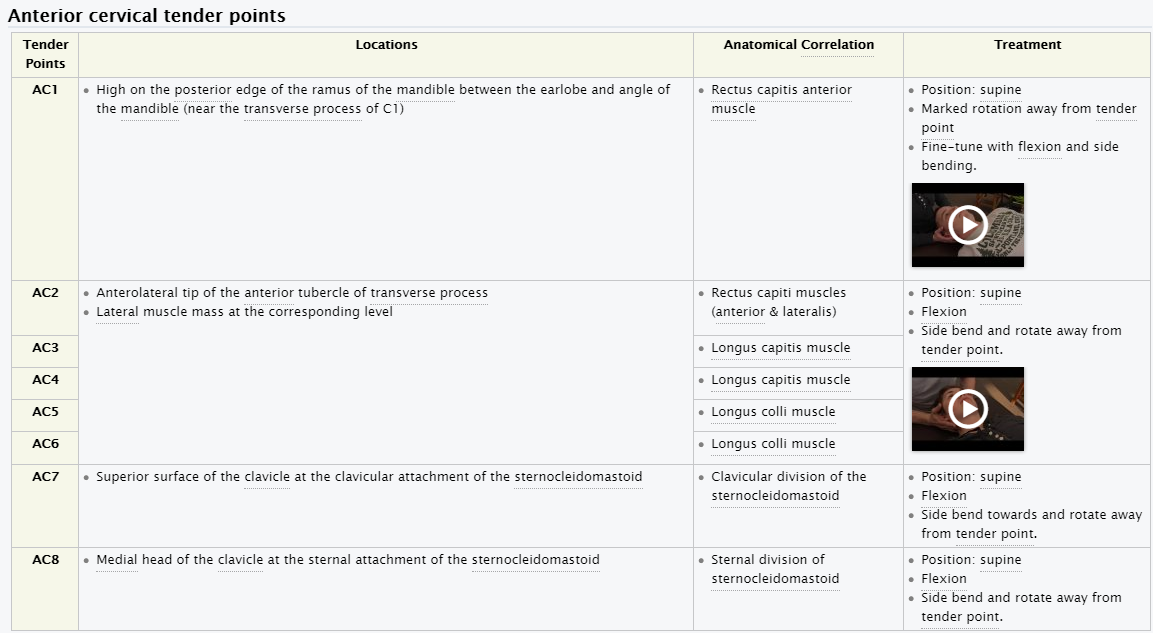 Anterior cervical tender points
Tender
Points
Locations
Anatomical Correlation
Treatment
AC1
High on the posterior edge of the ramus of the mandible between the earlobe and angle of
the mandible (near the transverse process of C1)
Rectus capitis anterior
muscle
Position: supine
Marked rotation away from tender
point
Fine-tune with flexion and side
bending.
AC2
Anterolateral tip of the anterior tubercle of transverse process
Lateral muscle mass at the corresponding level
Rectus capiti muscles
(anterior & lateralis)
Position: supine
Flexion
Side bend and rotate away from
tender point.
AC3
Longus capitis muscle
AC4
Longus capitis muscle
AC5
Longus colli muscle
AC6
Longus colli muscle
AC7
Superior surface of the clavicle at the clavicular attachment of the sternocleidomastoid
Clavicular division of the
sternocleidomastoid
Position: supine
Flexion
Side bend towards and rotate away
from tender point.
AC8
Medial head of the clavicle at the sternal attachment of the sternocleidomastoid
Sternal division of
sternocleidomastoid
Position: supine
Flexion
Side bend and rotate away from
tender point.